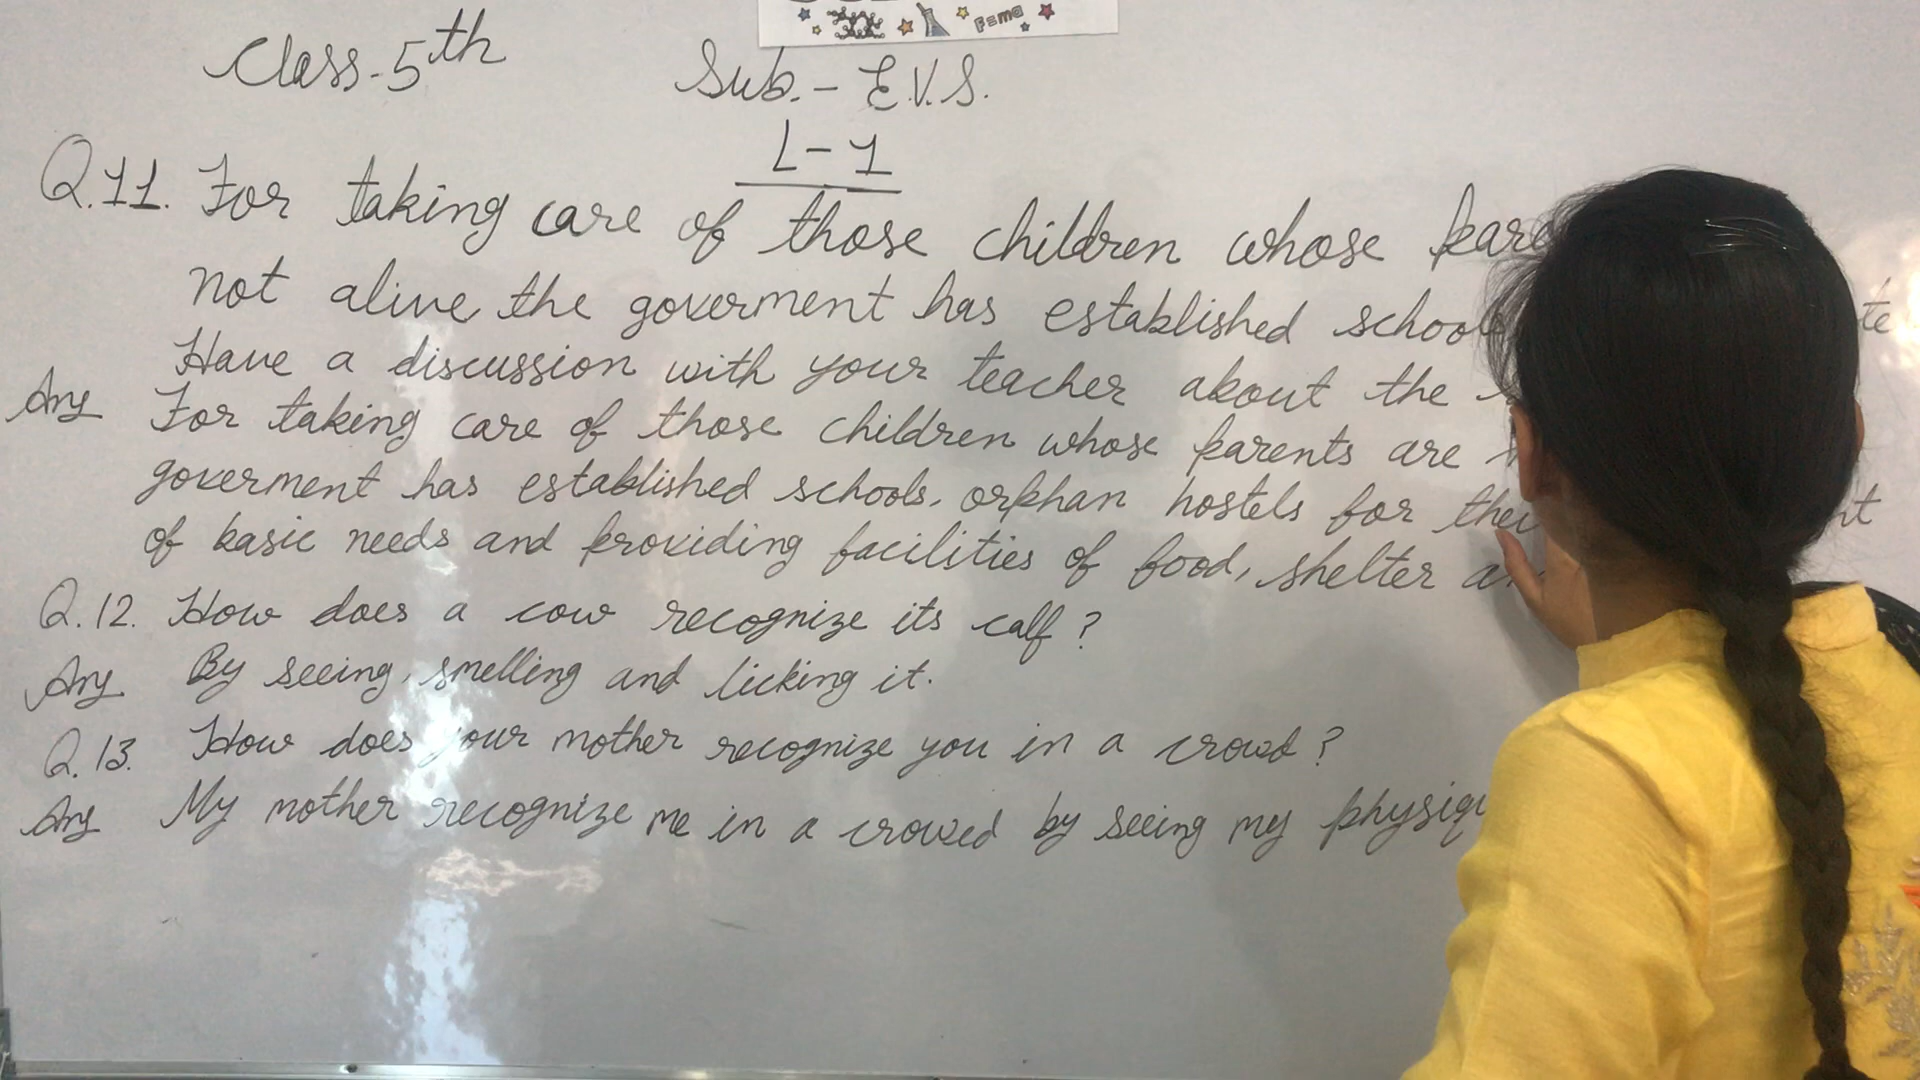 Fama
Class-5th Sub.- E.V.S.
L-1
Q.11. For taking care of those children whose
not alive the goverment has established
Have a discussion with your teacher about the
Ans For taking care of those children whose parents are
goverment has established schools, orphan hostels for
of basic needs and providing facilities of food, shelter
Q.12. How does a cow recognize its calf?
Ans By seeing, smelling and licking it.
Q.13. How does your mother recognize you in a crowd?
Ans My mother recognize me in a crowed by seeing my